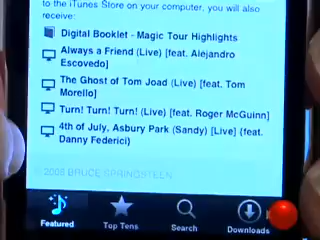 to the iTunes Store on your computer, you will also
receive:
Digital Booklet - Magic Tour Highlights
Always a Friend (Live) [feat. Alejandro
Escovedo]
The Ghost of Tom Joad (Live) [feat. Tom
Morello]
Turn! Turn! Turn! (Live) [feat. Roger McGuinn]
4th of July, Asbury Park (Sandy) [Live] {feat.
Danny Federici}
© 2008 BRUCE SPRINGSTEEN
Featured
Top Tens
Search
Downloads